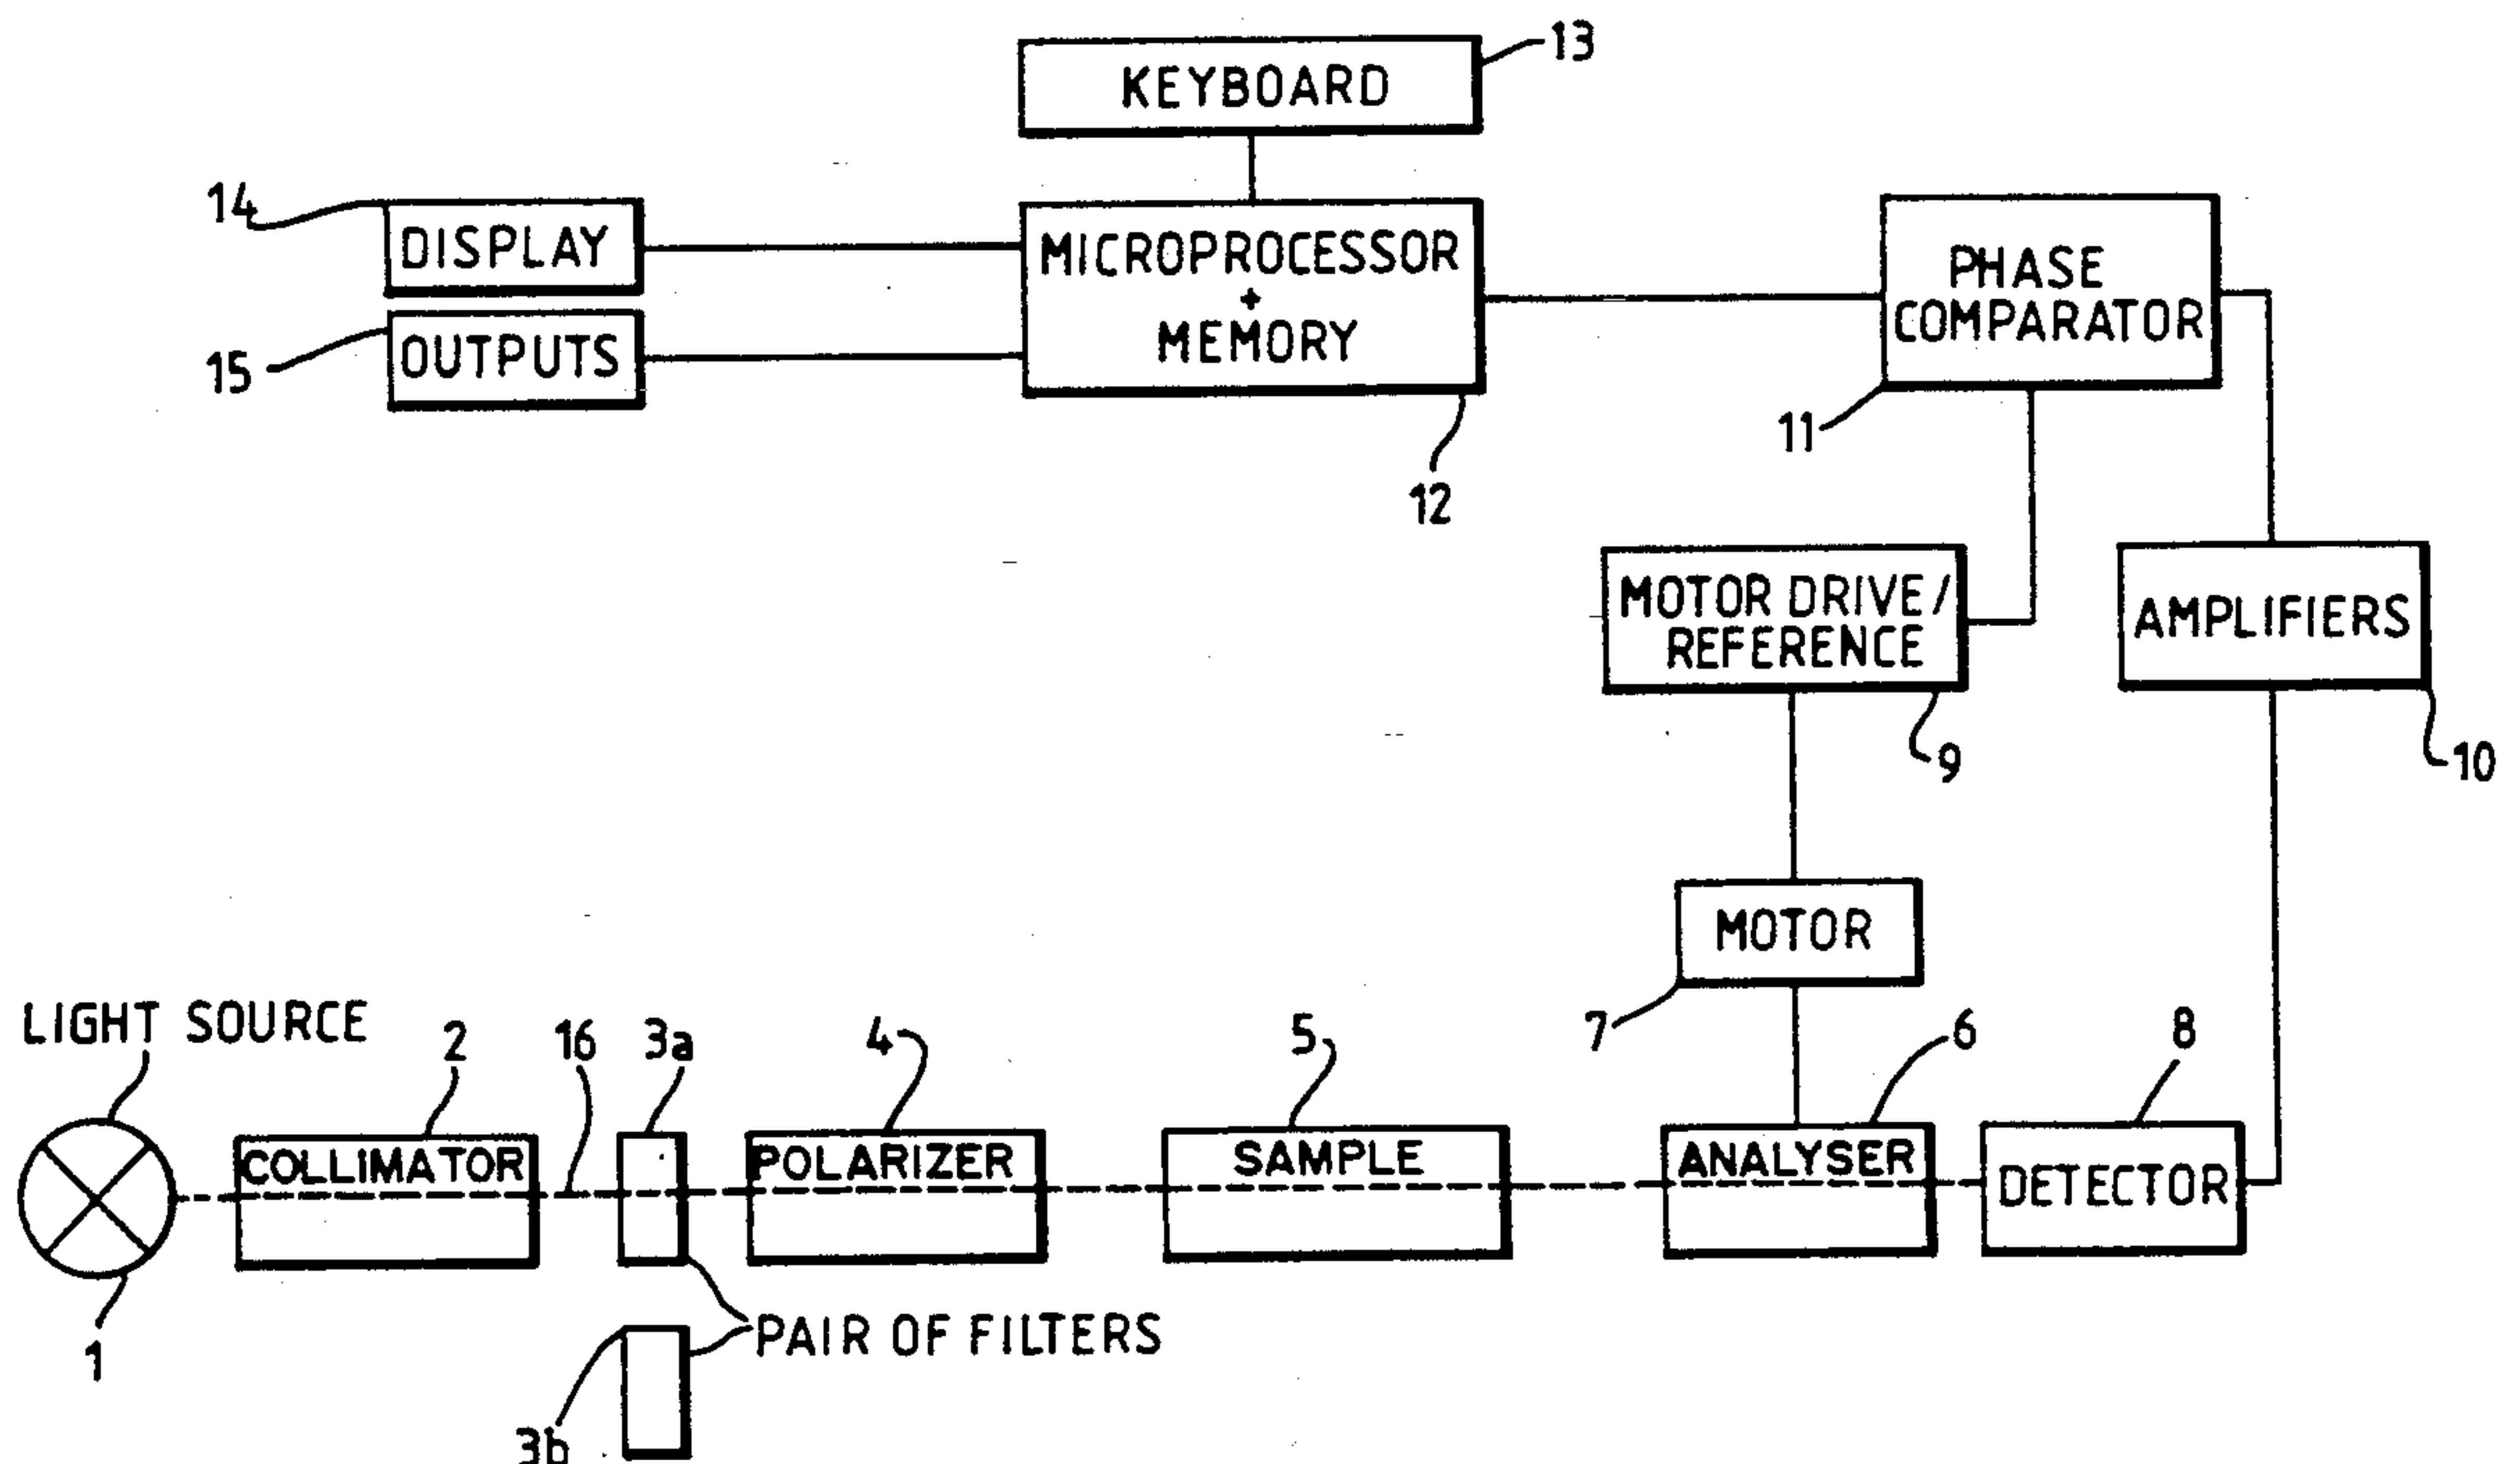 13
KEYBOARD
14
DISPLAY
MICROPROCESSOR
+
MEMORY
PHASE
COMPARATOR
15
OUTPUTS
11
12
MOTOR DRIVE/
REFERENCE
AMPLIFIERS
9
10
MOTOR
7
LIGHT SOURCE
2
16
3a
4
5
6
8
COLLIMATOR
POLARIZER
SAMPLE
ANALYSER
DETECTOR
1
PAIR OF FILTERS
3b